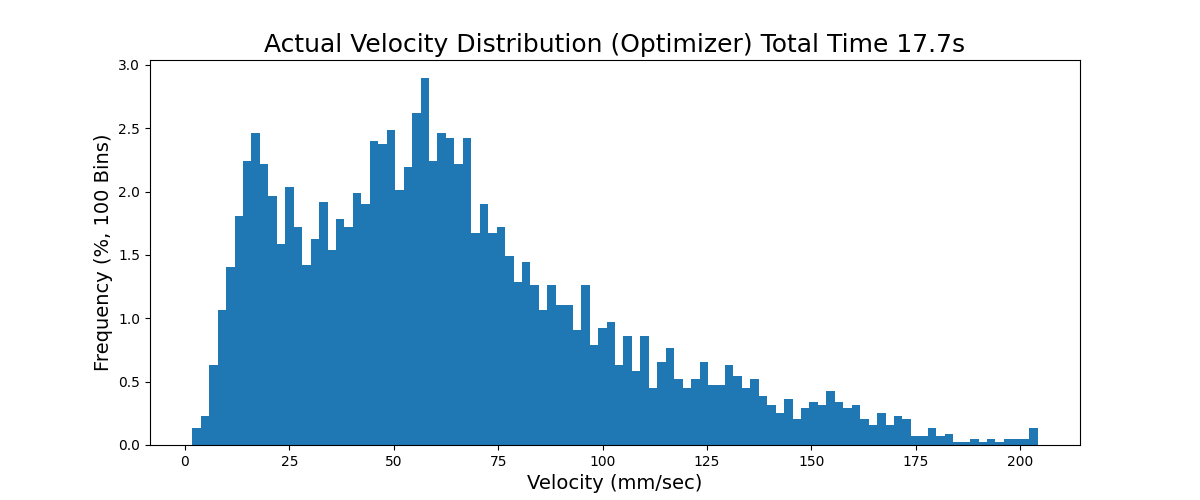 Actual Velocity Distribution (Optimizer) Total Time 17.7s
Frequency (%, 100 Bins)
3.0
2.5
2.0
1.5
1.0
0.5
0.0
0 25 50 75 100 125 150 175 200
Velocity (mm/sec)